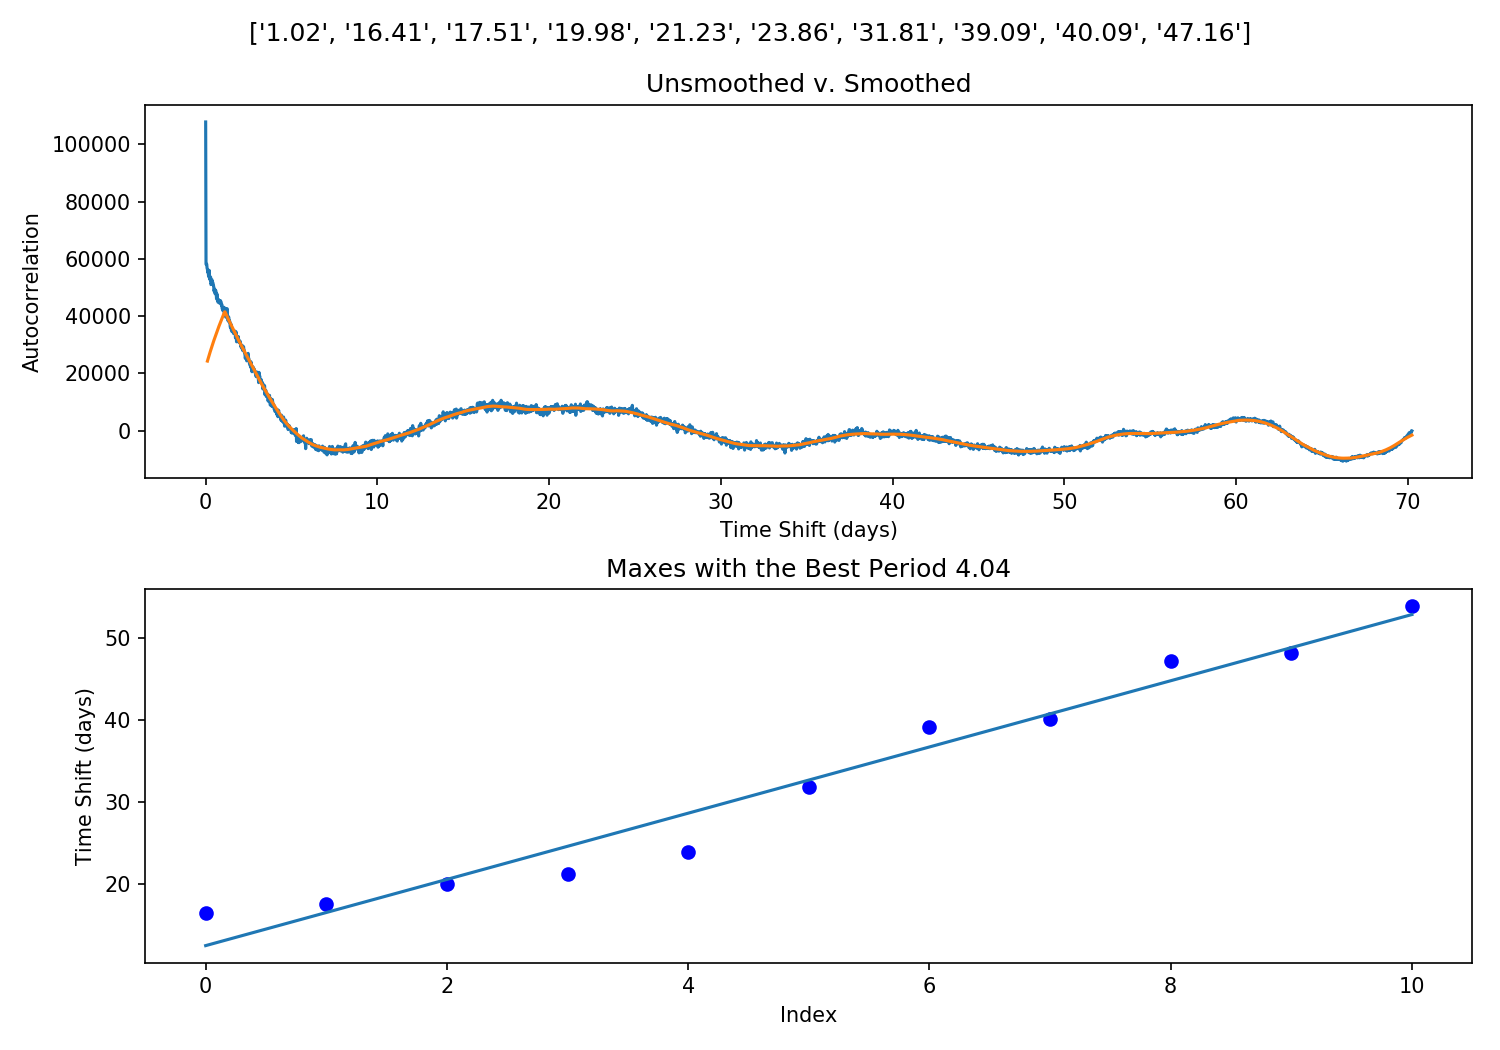 ['1.02', '16.41', '17.51', '19.98', '21.23', '23.86', '31.81', '39.09', '40.09', '47.16']
Unsmoothed v. Smoothed
Autocorrelation
100000
80000
60000
40000
20000
0
0 10 20 30 40 50 60 70
Time Shift (days)
Maxes with the Best Period 4.04
Time Shift (days)
50
40
30
20
0 2 4 6 8 10
Index